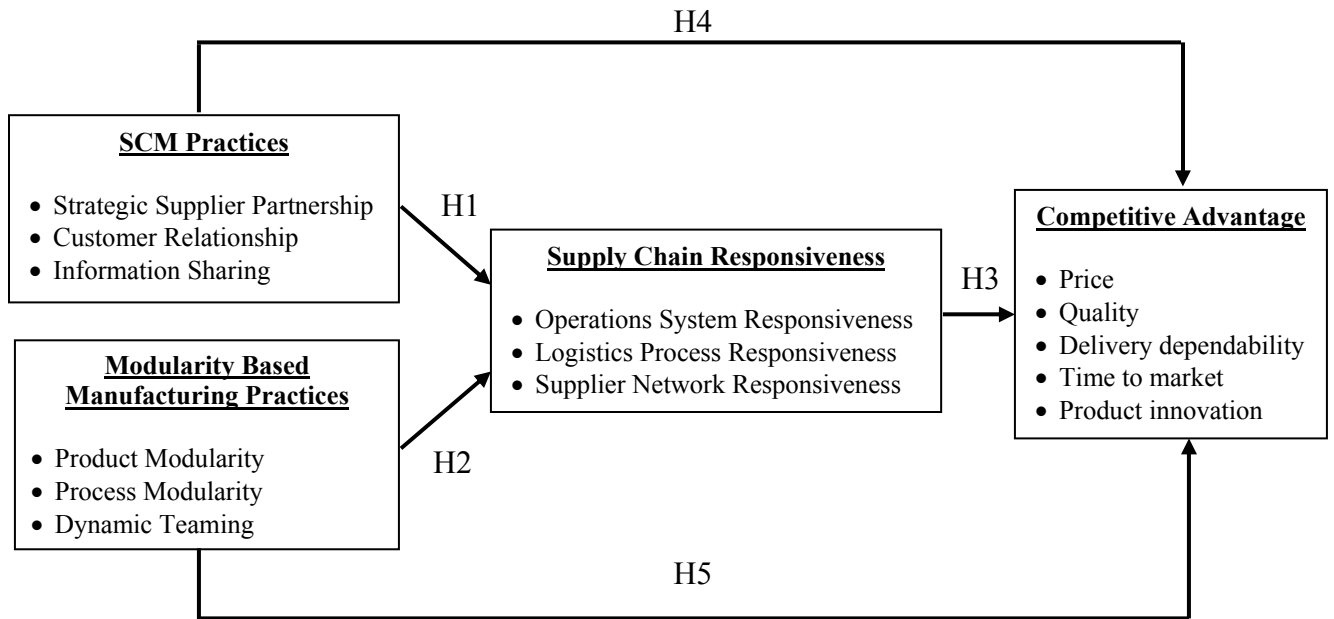 H4
SCM Practices
• Strategic Supplier Partnership
• Customer Relationship
• Information Sharing
H1
Modularity Based
Manufacturing Practices
• Product Modularity
• Process Modularity
• Dynamic Teaming
H2
Supply Chain Responsiveness
• Operations System Responsiveness
• Logistics Process Responsiveness
• Supplier Network Responsiveness
H3
Competitive Advantage
• Price
• Quality
• Delivery dependability
• Time to market
• Product innovation
H5